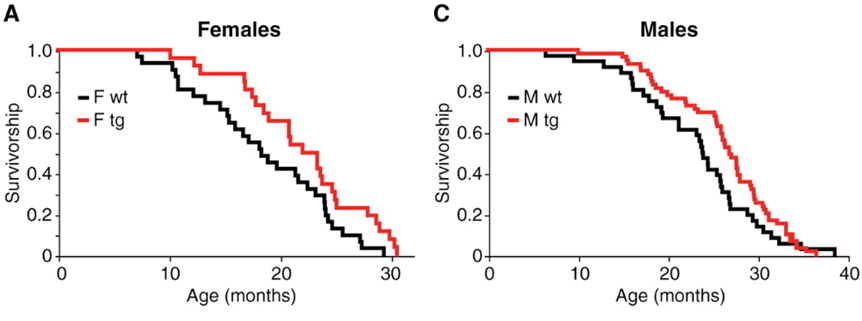 A
Females
1.0
0.8
0.6
0.4
0.2
0
Survivorship
F wt
F tg
0 10 20 30
Age (months)
C
Males
1.0
0.8
0.6
0.4
0.2
0
Survivorship
M wt
M tg
0 10 20 30 40
Age (months)